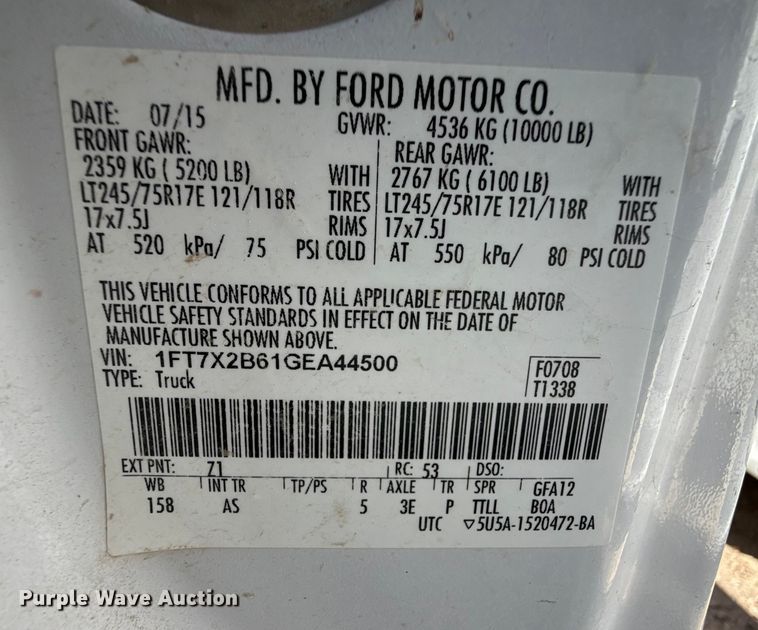 MFD. BY FORD MOTOR CO.
DATE: 07/15 GVWR: 4536 KG (10000 LB)
FRONT GAWR: REAR GAWR:
2359 KG ( 5200 LB) WITH 2767 KG ( 6100 LB) WITH
LT245/75R17E 121/118R TIRES LT245/75R17E 121/118R TIRES
17x7.5J RIMS 17x7.5J RIMS
AT 520 kPa/ 75 PSI COLD AT 550 kPa/ 80 PSI COLD
THIS VEHICLE CONFORMS TO ALL APPLICABLE FEDERAL MOTOR
VEHICLE SAFETY STANDARDS IN EFFECT ON THE DATE OF
MANUFACTURE SHOWN ABOVE.
VIN: 1FT7X2B61GEA44500 F0708
TYPE: Truck T1338
EXT PNT: 71 RC: 53 DSO:
WB INT TR TP/PS R AXLE TR SPR GFA12
158 AS 5 3E P TTLL BOA
UTC ▽5U5A-1520472-BA
Purple Wave Auction